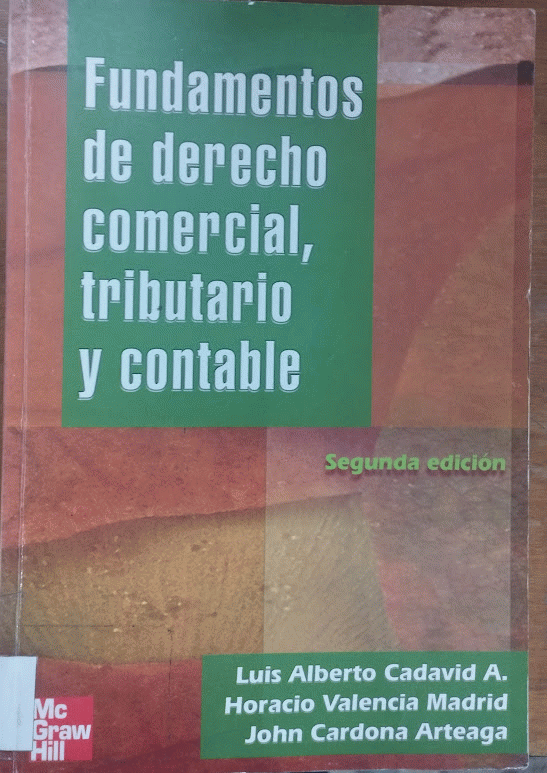 Fundamentos
de derecho
comercial,
tributario
y contable
Segunda edición
Luis Alberto Cadavid A.
Horacio Valencia Madrid
John Cardona Arteaga
Mc
Graw
Hill